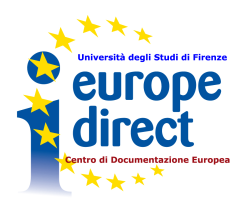 Università degli Studi di Firenze
i europe
direct
Centro di Documentazione Europea